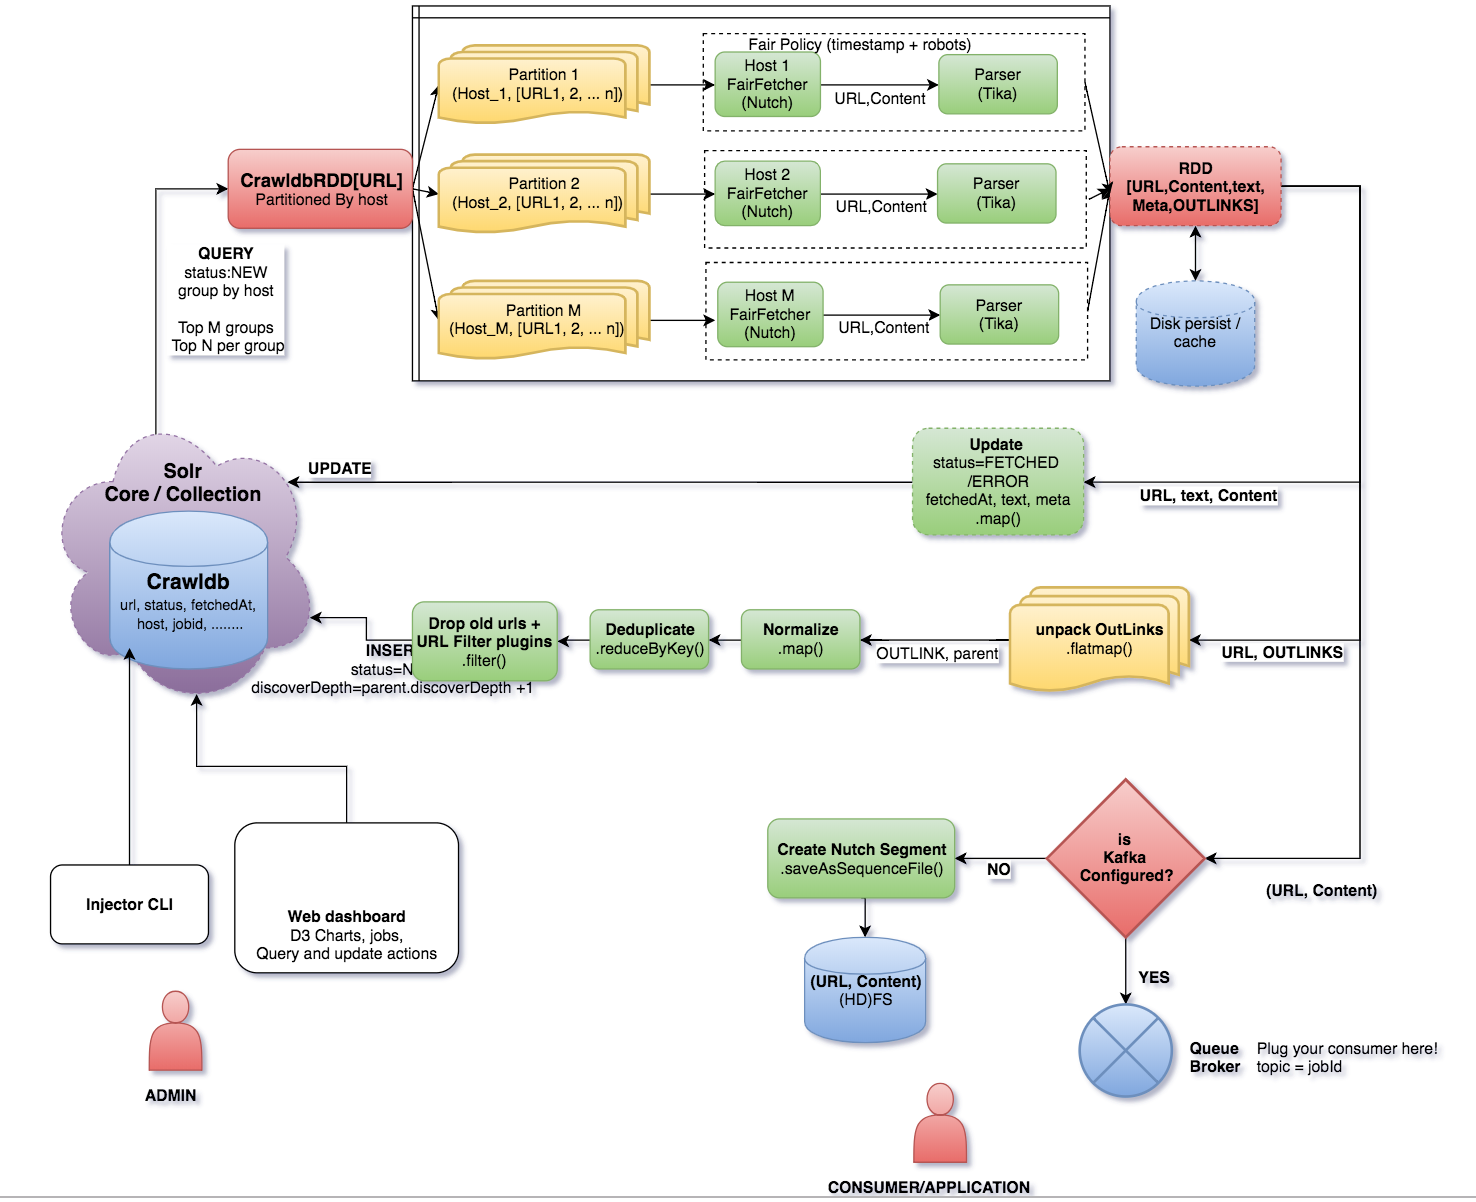 Fair Policy (timestamp + robots)
Partition 1
(Host_1, [URL1, 2, ... n])
Host 1
FairFetcher
(Nutch)
URL,Content
Parser
(Tika)
CrawldbRDD[URL]
Partitioned By host
Partition 2
(Host_2, [URL1, 2, ... n])
Host 2
FairFetcher
(Nutch)
URL,Content
Parser
(Tika)
RDD
[URL,Content,text,
Meta,OUTLINKS]
QUERY
status:NEW
group by host
Top M groups
Top N per group
Partition M
(Host_M, [URL1, 2, ... n])
Host M
FairFetcher
(Nutch)
URL,Content
Parser
(Tika)
Disk persist /
cache
Solr
Core / Collection
UPDATE
Update
status=FETCHED
/ERROR
fetchedAt, text, meta
.map()
URL, text, Content
Crawldb
url, status, fetchedAt,
host, jobid, ........
INSER
status=N
discoverDepth=parent.discoverDepth +1
Drop old urls +
URL Filter plugins
.filter()
Deduplicate
.reduceByKey()
Normalize
.map()
OUTLINK, parent
unpack OutLinks
.flatmap()
URL, OUTLINKS
Injector CLI
Web dashboard
D3 Charts, jobs,
Query and update actions
Create Nutch Segment
.saveAsSequenceFile()
NO
is
Kafka
Configured?
(URL, Content)
(URL, Content)
(HD)FS
YES
Queue
Broker
Plug your consumer here!
topic = jobId
ADMIN
CONSUMER/APPLICATION